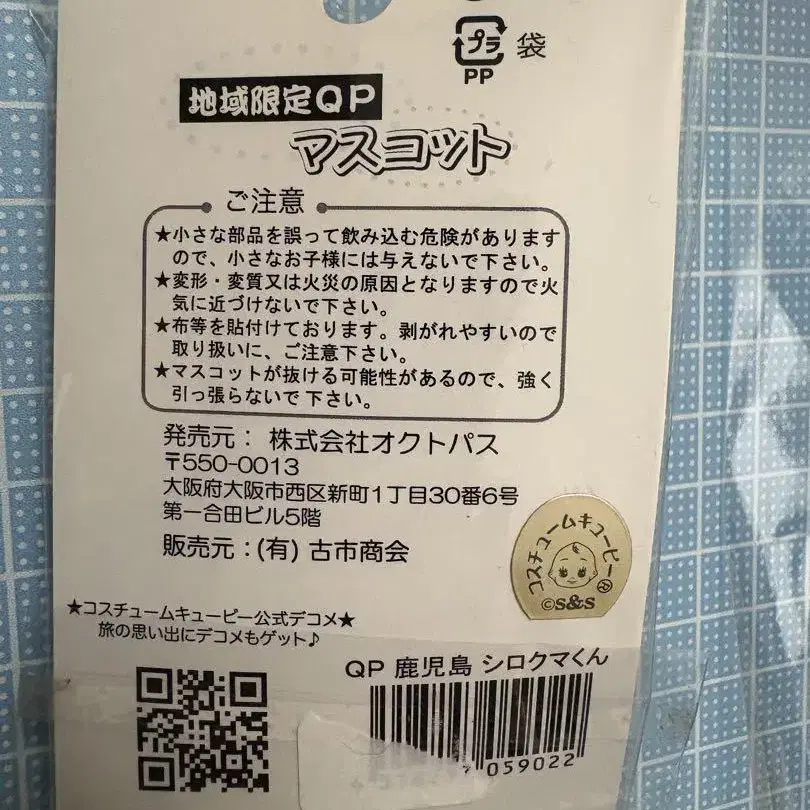 プラ 袋
PP
地域限定QP
マスコット
ご注意
★小さな部品を誤って飲み込む危険があります
ので、小さなお子様には与えないで下さい。
★変形・変質又は火災の原因となりますので火
気に近づけないで下さい。
★布等を貼付けております。剥がれやすいので
取り扱いに、ご注意下さい。
★マスコットが抜ける可能性があるので、強く
引っ張らないで下さい。
発売元：株式会社オクトパス
〒550-0013
大阪府大阪市西区新町1丁目30番6号
第一合田ビル5階
販売元：(有)古市商会
コスチュームキューピー®
©S&S
★コスチュームキューピー公式デコメ★
旅の思い出にデコメもゲット♪
QP 鹿児島 シロクマくん
059022